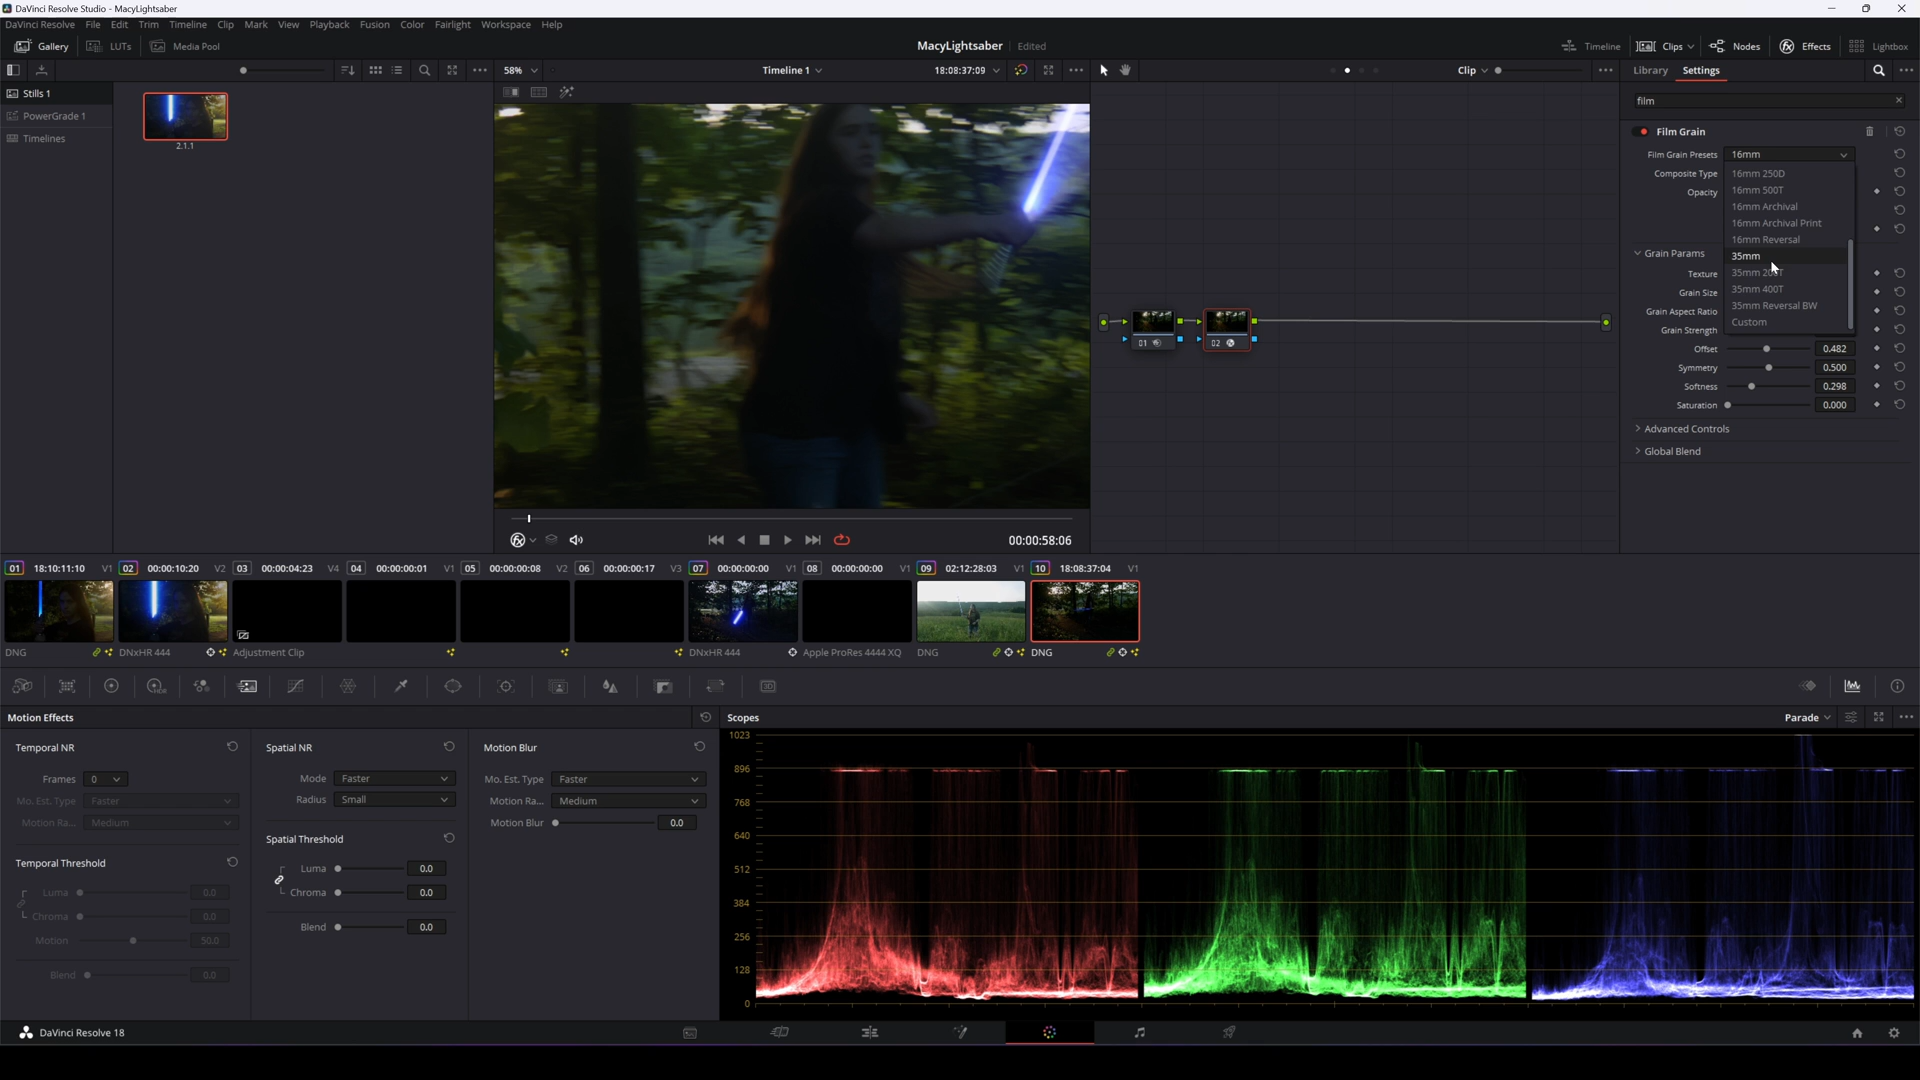 DaVinci Resolve Studio - MacyLightsaber
DaVinci Resolve File Edit Trim Timeline Clip Mark View Playback Fusion Color Fairlight Workspace Help
Gallery LUTs Media Pool MacyLightsaber Edited Timeline Clips Nodes Effects Lightbox
58% Timeline 1 18:08:37:09 Clip Library Settings
Stills 1
PowerGrade 1
Timelines
2.1.1
film
Film Grain
Film Grain Presets 16mm
Composite Type 16mm 250D
Opacity 16mm 500T
16mm Archival
16mm Archival Print
16mm Reversal
Grain Params 35mm
Texture
Grain Size 35mm 400T
Grain Aspect Ratio 35mm Reversal BW
Grain Strength Custom
Offset 0.482
Symmetry 0.500
Softness 0.298
Saturation 0.000
Advanced Controls
Global Blend
01 02
00:00:58:06
01 18:10:11:10 V1 02 00:00:10:20 V2 03 00:00:04:23 V4 04 00:00:00:01 V1 05 00:00:00:08 V2 06 00:00:00:17 V3 07 00:00:00:00 V1 08 00:00:00:00 V1 09 02:12:28:03 V1 10 18:08:37:04 V1
DNG DNxHR 444 Adjustment Clip DNxHR 444 Apple ProRes 4444 XQ DNG DNG
HDR
3D
Motion Effects
Temporal NR
Frames 0
Mo. Est. Type Faster
Motion Ra... Medium
Temporal Threshold
Luma 0.0
Chroma 0.0
Motion 50.0
Blend 0.0
Spatial NR
Mode Faster
Radius Small
Spatial Threshold
Luma 0.0
Chroma 0.0
Blend 0.0
Motion Blur
Mo. Est. Type Faster
Motion Ra... Medium
Motion Blur 0.0
Scopes Parade
1023
896
768
640
512
384
256
128
0
DaVinci Resolve 18